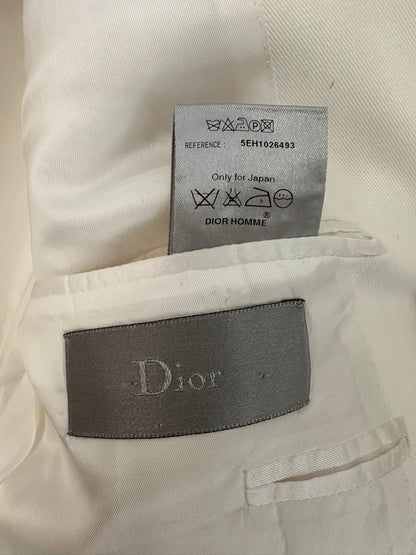 P
REFERENCE : 5EH1026493
Only for Japan
DIOR HOMME®
Dior